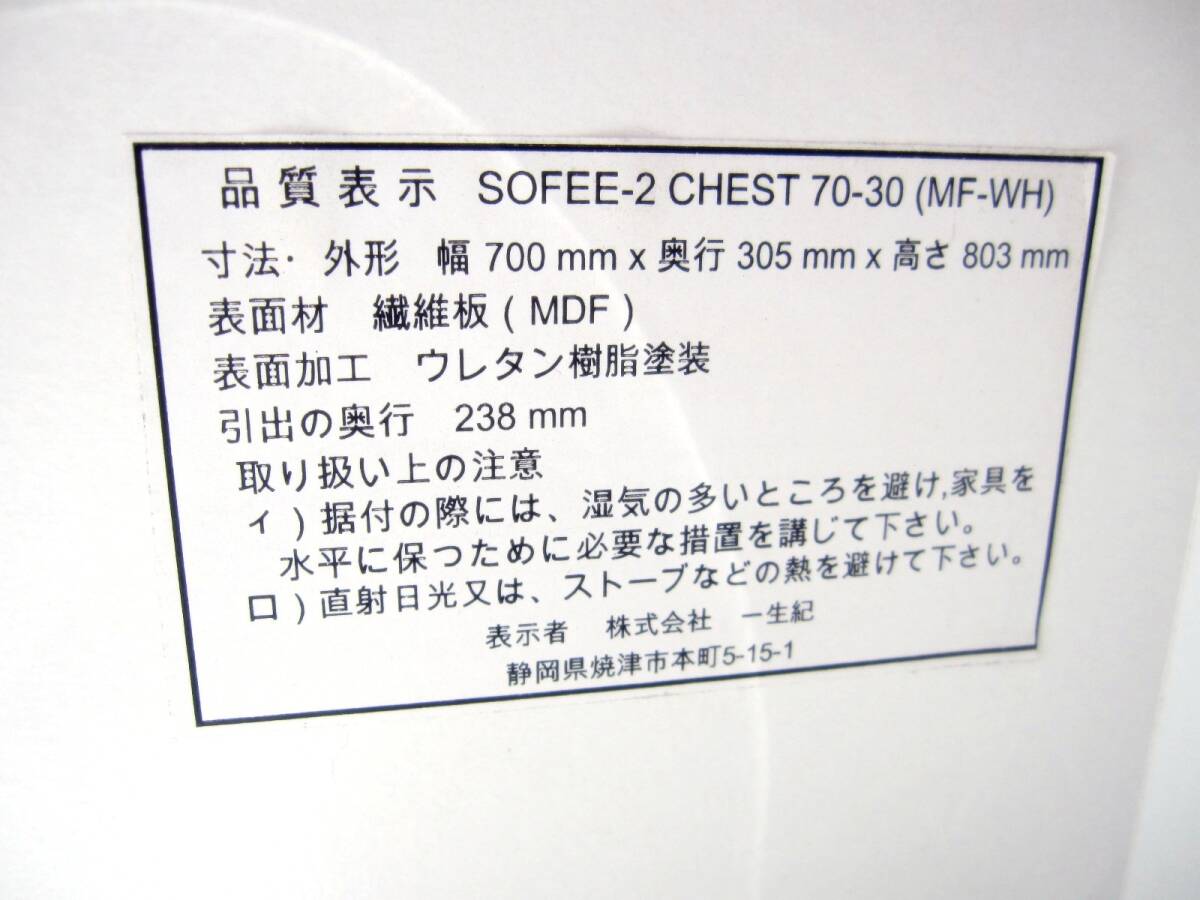 品質表示 SOFEE-2 CHEST 70-30 (MF-WH)
寸法・外形 幅 700 mm x 奥行 305 mm x 高さ 803 mm
表面材 繊維板 ( MDF )
表面加工 ウレタン樹脂塗装
引出の奥行 238 mm
取り扱い上の注意
ィ ) 据付の際には、湿気の多いところを避け,家具を
水平に保つために必要な措置を講じて下さい。
ロ ) 直射日光又は、ストーブなどの熱を避けて下さい。
表示者 株式会社 一生紀
静岡県焼津市本町5-15-1